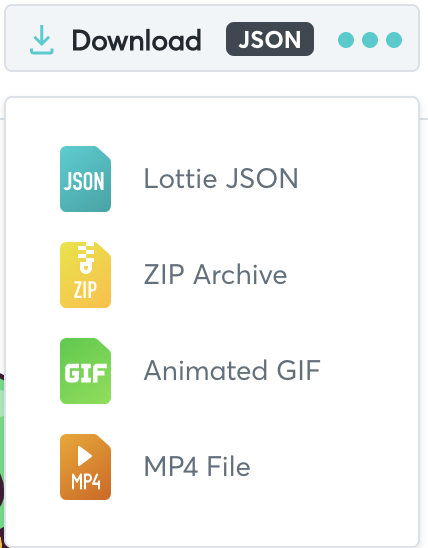 Download JSON
JSON Lottie JSON
ZIP ZIP Archive
GIF Animated GIF
MP4 MP4 File